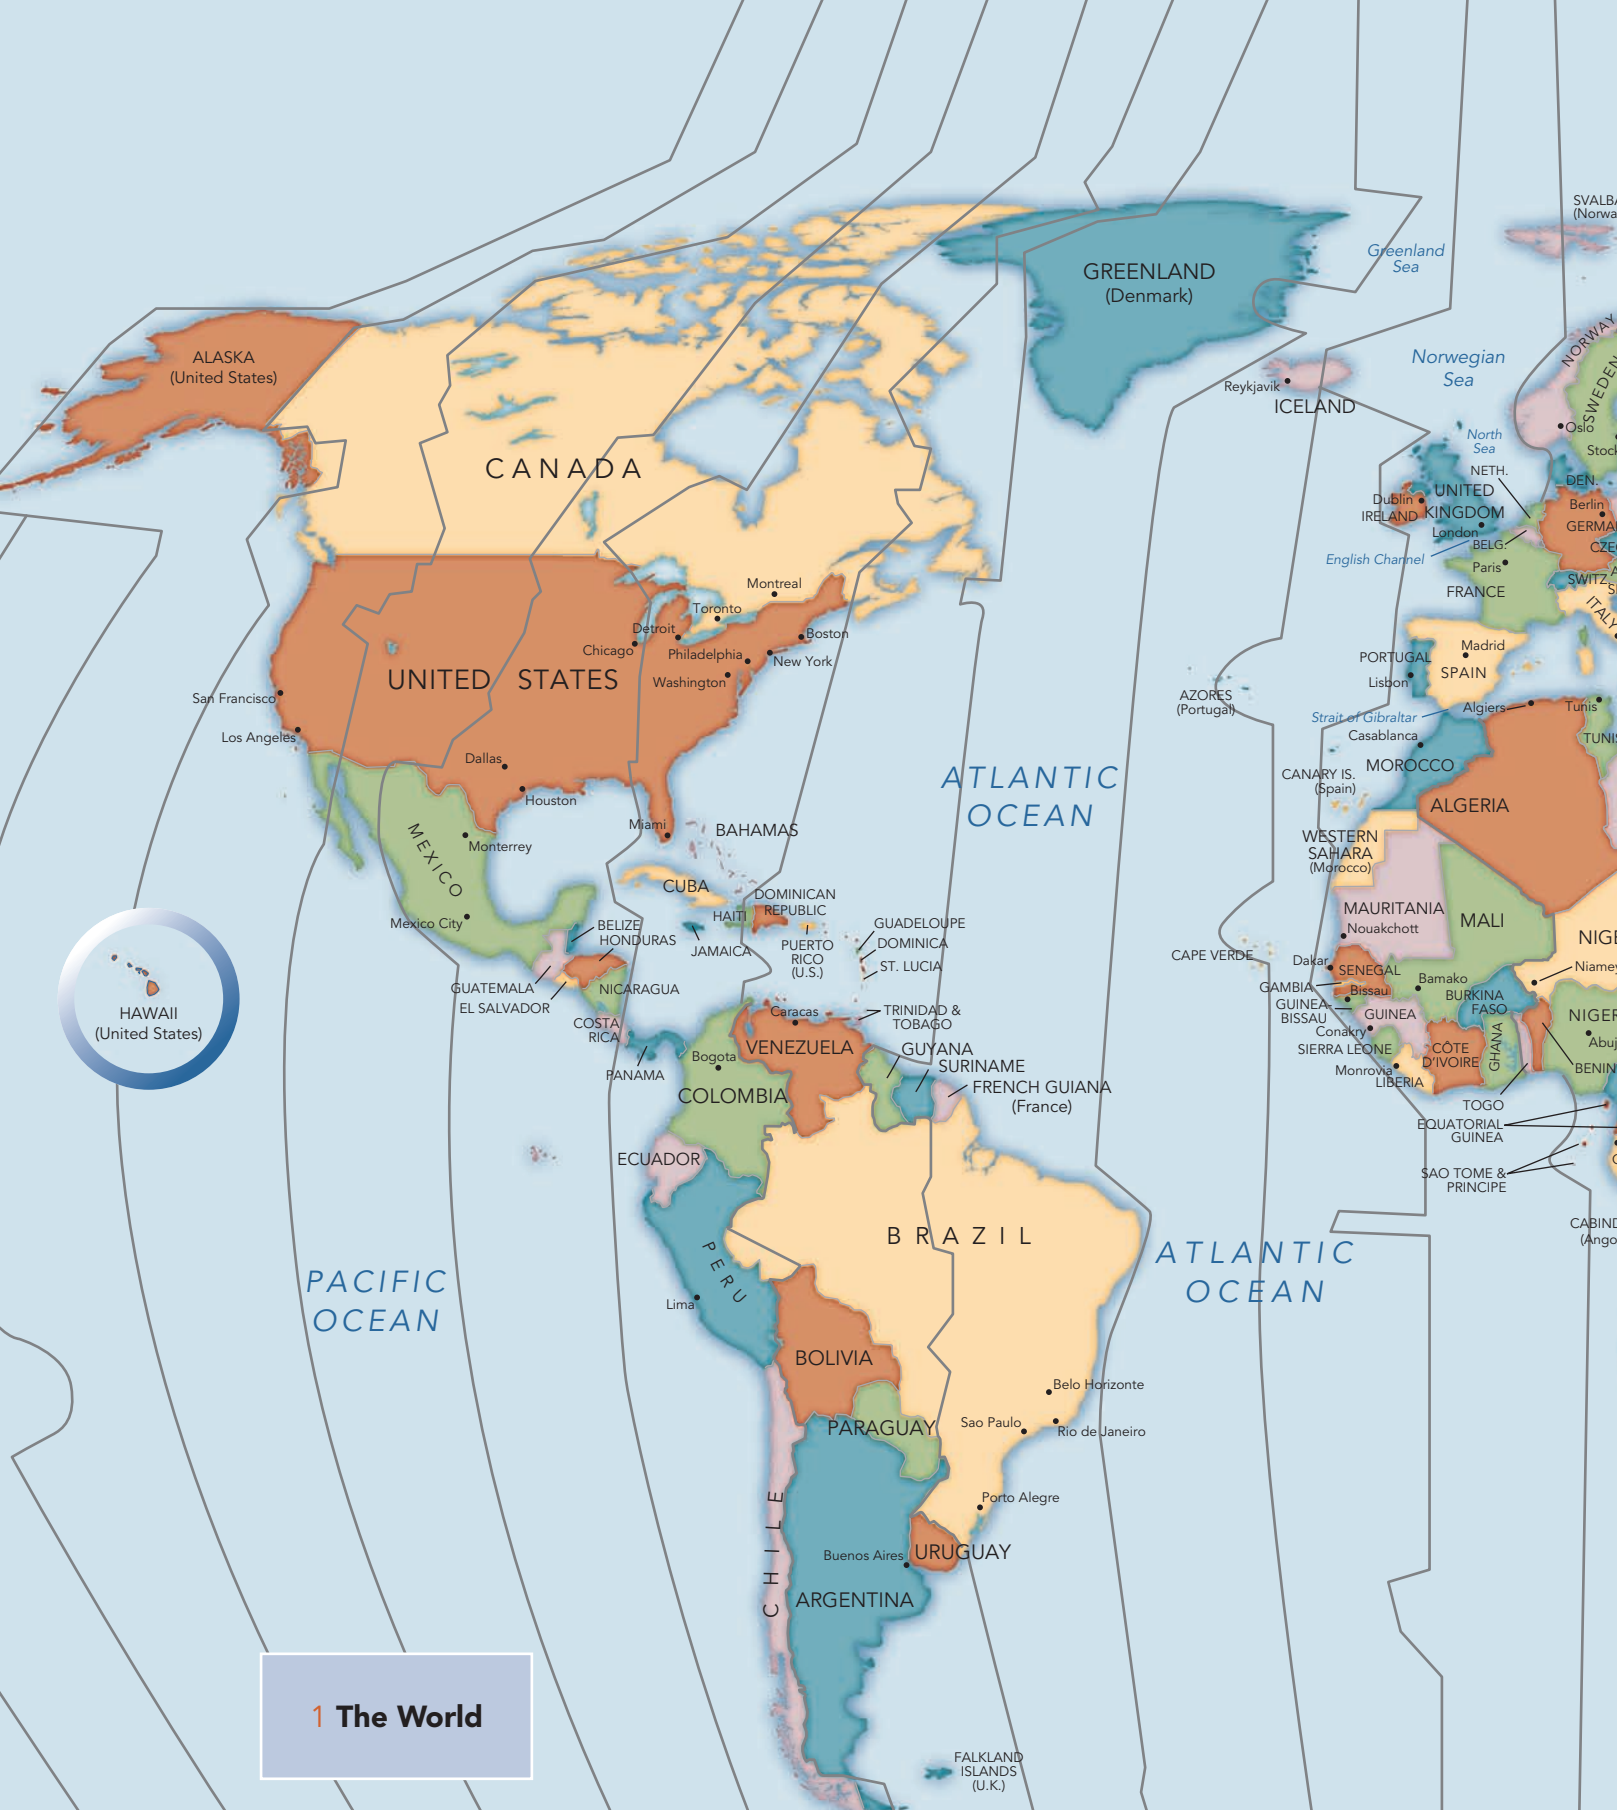 SVALBA
(Norwa
Greenland
Sea
GREENLAND
(Denmark)
NORWAY
SWEDEN
Norwegian
Sea
ALASKA
(United States)
Reykjavik
ICELAND
Oslo
Stock
North
Sea
CANADA
NETH.
DEN.
UNITED
KINGDOM
Dublin
IRELAND
London
Berlin
GERMA
BELG.
CZE
English Channel
Paris
SWITZ
A
S
FRANCE
ITALY
Montreal
Toronto
Detroit
Boston
Chicago
Philadelphia
New York
Washington
UNITED STATES
San Francisco
Los Angeles
Dallas
Houston
Madrid
PORTUGAL
SPAIN
Lisbon
AZORES
(Portugal)
Strait of Gibraltar
Algiers
Tunis
Casablanca
TUNIS
MOROCCO
ATLANTIC
OCEAN
CANARY IS.
(Spain)
ALGERIA
Miami
BAHAMAS
WESTERN
SAHARA
(Morocco)
MEXICO
Monterrey
Mexico City
CUBA
DOMINICAN
REPUBLIC
HAITI
JAMAICA
PUERTO
RICO
(U.S.)
GUADELOUPE
DOMINICA
ST. LUCIA
BELIZE
HONDURAS
GUATEMALA
EL SALVADOR
NICARAGUA
COSTA
RICA
PANAMA
MAURITANIA
Nouakchott
MALI
NIGE
CAPE VERDE
Dakar
SENEGAL
Niamey
GAMBIA
Bissau
Bamako
GUINEA-
BISSAU
GUINEA
BURKINA
FASO
NIGER
Conakry
SIERRA LEONE
CÔTE
D'IVOIRE
GHANA
Abuj
Monrovia
LIBERIA
BENIN
TOGO
EQUATORIAL
GUINEA
SAO TOME &
PRINCIPE
CABIND
(Ango
HAWAII
(United States)
Caracas
TRINIDAD &
TOBAGO
VENEZUELA
GUYANA
SURINAME
FRENCH GUIANA
(France)
Bogota
COLOMBIA
ECUADOR
BRAZIL
PERU
Lima
PACIFIC
OCEAN
ATLANTIC
OCEAN
BOLIVIA
Belo Horizonte
PARAGUAY
Sao Paulo
Rio de Janeiro
CHILE
Porto Alegre
Buenos Aires
URUGUAY
ARGENTINA
1 The World
FALKLAND
ISLANDS
(U.K.)